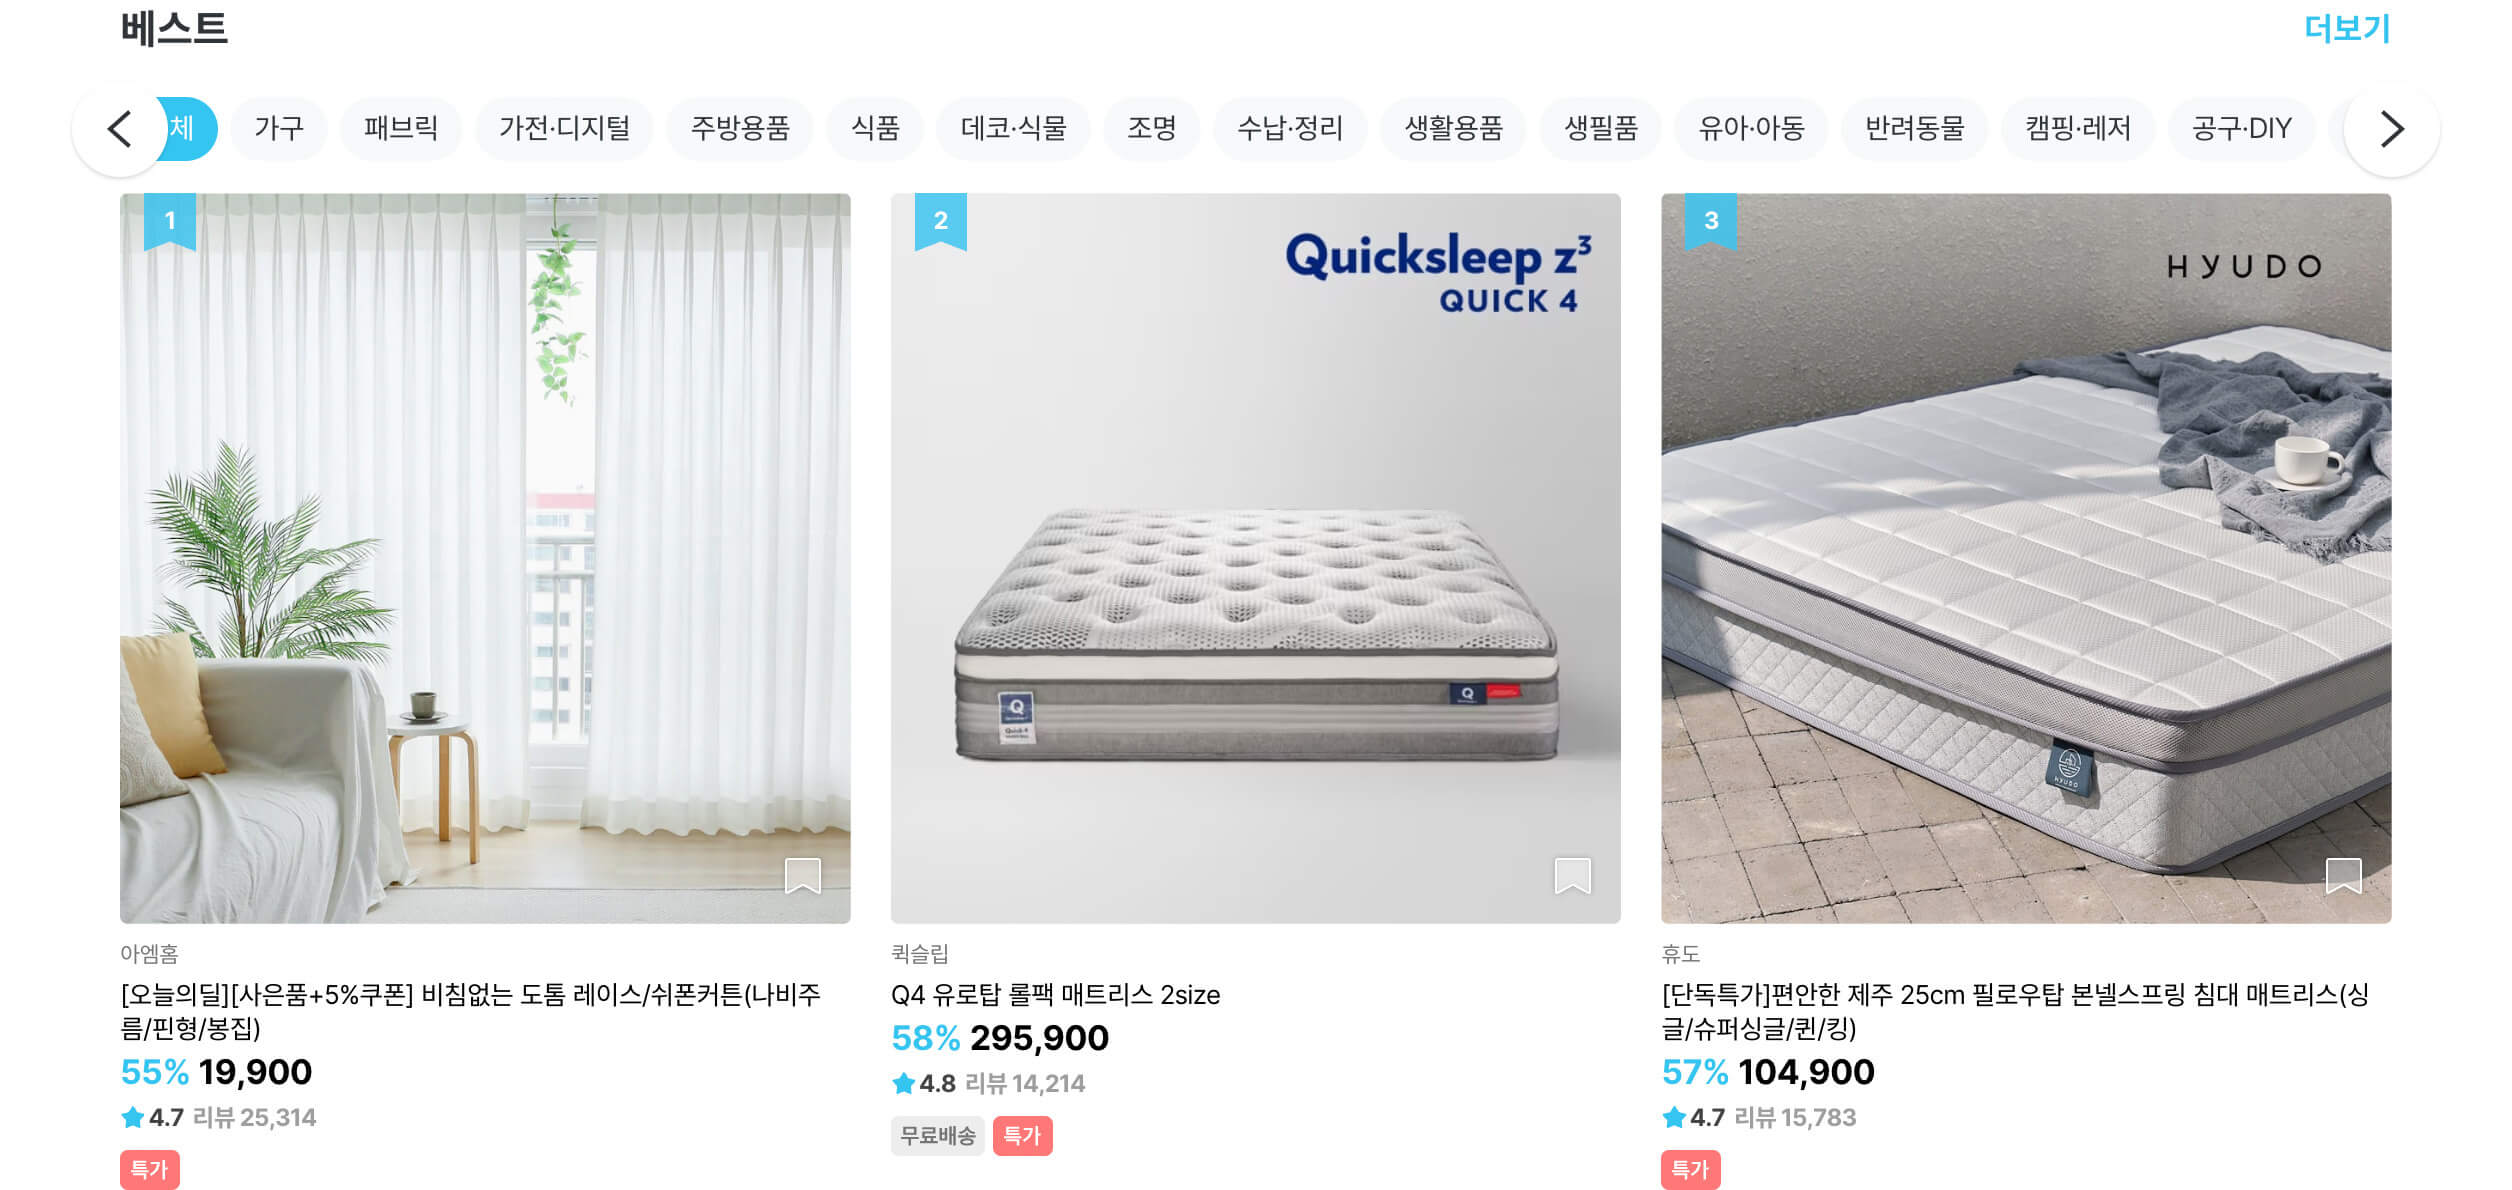 베스트
더보기
체
가구
패브릭
가전·디지털
주방용품
식품
데코·식물
조명
수납·정리
생활용품
생필품
유아·아동
반려동물
캠핑·레저
공구·DIY
1
아엠홈
[오늘의딜][사은품+5%쿠폰] 비침없는 도톰 레이스/쉬폰커튼(나비주
름/핀형/봉집)
55% 19,900
4.7 리뷰 25,314
특가
2
Quicksleep z³
QUICK 4
Q
Q
Quick 4
퀵슬립
Q4 유로탑 롤팩 매트리스 2size
58% 295,900
4.8 리뷰 14,214
무료배송 특가
3
HYUDO
HYUDO
휴도
[단독특가]편안한 제주 25cm 필로우탑 본넬스프링 침대 매트리스(싱
글/슈퍼싱글/퀸/킹)
57% 104,900
4.7 리뷰 15,783
특가